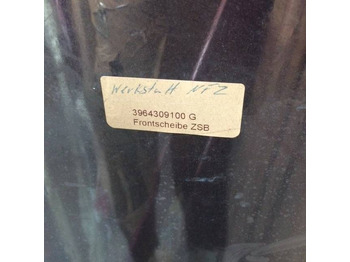 Werkstatt NFZ
3964309100 G
Frontscheibe ZSB